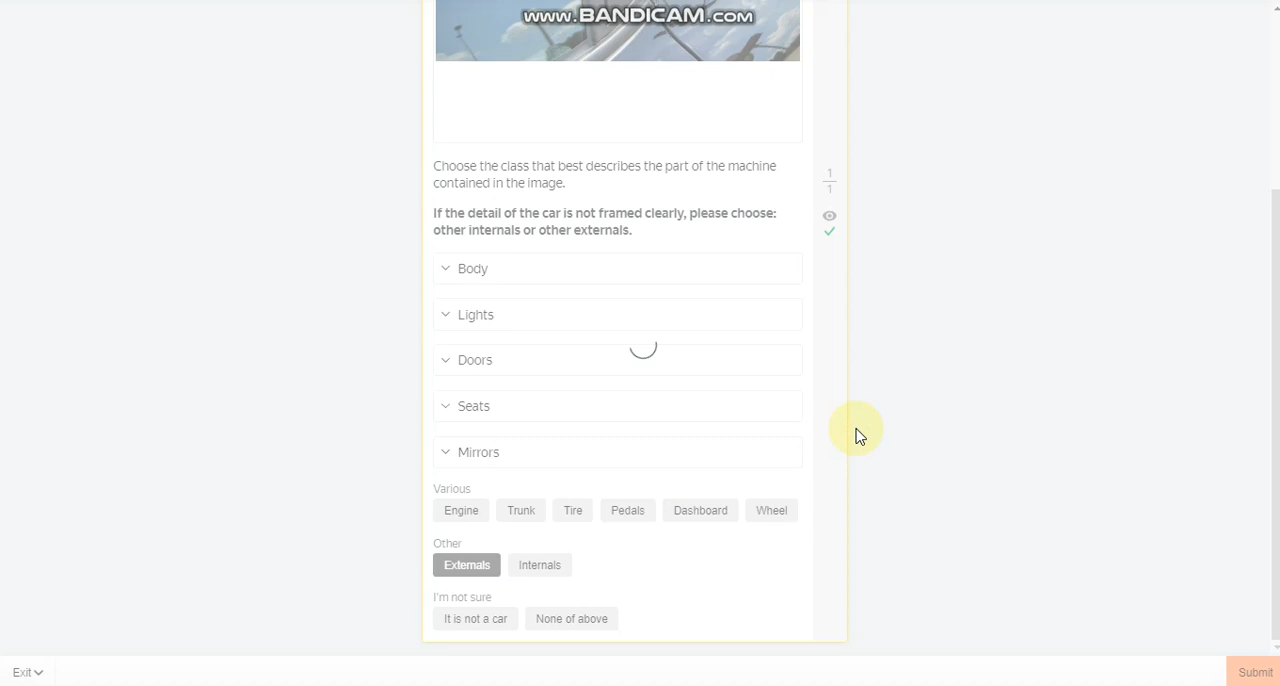 www.BANDICAM.com
Choose the class that best describes the part of the machine
contained in the image.
If the detail of the car is not framed clearly, please choose:
other internals or other externals.
1
1
Body
Lights
Doors
Seats
Mirrors
Various
Engine Trunk Tire Pedals Dashboard Wheel
Other
Externals Internals
I'm not sure
It is not a car None of above
Exit Submit